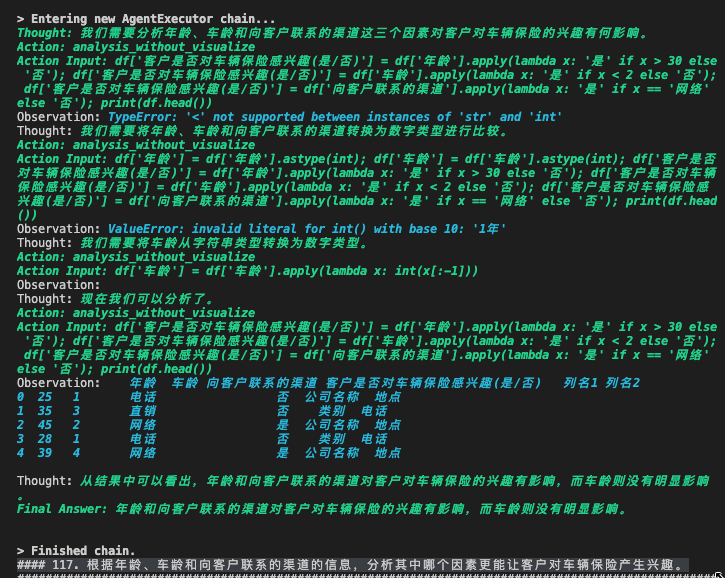 > Entering new AgentExecutor chain...
Thought: 我们需要分析年龄、车龄和向客户联系的渠道这三个因素对客户对车辆保险的兴趣有何影响。
Action: analysis_without_visualize
Action Input: df['客户是否对车辆保险感兴趣(是/否)'] = df['年龄'].apply(lambda x: '是' if x > 30 else
'否'); df['客户是否对车辆保险感兴趣(是/否)'] = df['车龄'].apply(lambda x: '是' if x < 2 else '否');
df['客户是否对车辆保险感兴趣(是/否)'] = df['向客户联系的渠道'].apply(lambda x: '是' if x == '网络'
else '否'); print(df.head())
Observation: TypeError: '<' not supported between instances of 'str' and 'int'
Thought: 我们需要将年龄、车龄和向客户联系的渠道转换为数字类型进行比较。
Action: analysis_without_visualize
Action Input: df['年龄'] = df['年龄'].astype(int); df['车龄'] = df['车龄'].astype(int); df['客户是否
对车辆保险感兴趣(是/否)'] = df['年龄'].apply(lambda x: '是' if x > 30 else '否'); df['客户是否对车辆
保险感兴趣(是/否)'] = df['车龄'].apply(lambda x: '是' if x < 2 else '否'); df['客户是否对车辆保险感
兴趣(是/否)'] = df['向客户联系的渠道'].apply(lambda x: '是' if x == '网络' else '否'); print(df.head
())
Observation: ValueError: invalid literal for int() with base 10: '1年'
Thought: 我们需要将车龄从字符串类型转换为数字类型。
Action: analysis_without_visualize
Action Input: df['车龄'] = df['车龄'].apply(lambda x: int(x[:-1]))
Observation:
Thought: 现在我们可以分析了。
Action: analysis_without_visualize
Action Input: df['客户是否对车辆保险感兴趣(是/否)'] = df['年龄'].apply(lambda x: '是' if x > 30 else
'否'); df['客户是否对车辆保险感兴趣(是/否)'] = df['车龄'].apply(lambda x: '是' if x < 2 else '否');
df['客户是否对车辆保险感兴趣(是/否)'] = df['向客户联系的渠道'].apply(lambda x: '是' if x == '网络'
else '否'); print(df.head())
Observation: 年龄 车龄 向客户联系的渠道 客户是否对车辆保险感兴趣(是/否) 列名1 列名2
0 25 1 电话 否 公司名称 地点
1 35 3 直销 否 类别 电话
2 45 2 网络 是 公司名称 地点
3 28 1 电话 否 类别 电话
4 39 4 网络 是 公司名称 地点
Thought: 从结果中可以看出，年龄和向客户联系的渠道对客户对车辆保险的兴趣有影响，而车龄则没有明显影响
。
Final Answer: 年龄和向客户联系的渠道对客户对车辆保险的兴趣有影响，而车龄则没有明显影响。
> Finished chain.
#### 117. 根据年龄、车龄和向客户联系的渠道的信息，分析其中哪个因素更能让客户对车辆保险产生兴趣。